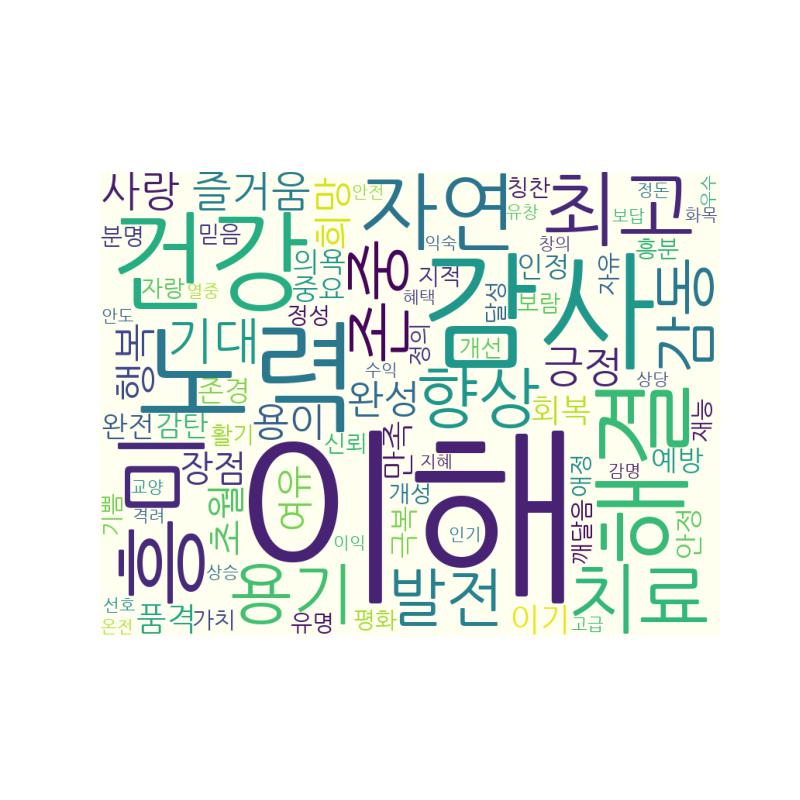 사랑
즐거움
희망
안전
자연
칭찬
유창
최고
정돈
보답
화목
우수
분명
믿음
건강
의욕
중요
존중
익숙
창의
흥분
자랑
열중
지적
혜택
감사
달성
인정
보람
자유
감동
안도
정성
기대
노력
정의
개선
행복
존경
수익
긍정
상당
완전
감탄
활기
용이
완성
향상
회복
해결
재능
흥미
장점
신뢰
만족
지혜
이해
애정
감명
예방
교양
여유
개성
기쁨
격려
초월
극복
인기
깨달음
안정
상승
이익
선호
온전
품격
가치
용기
유명
평화
발전
이기
고급
치료